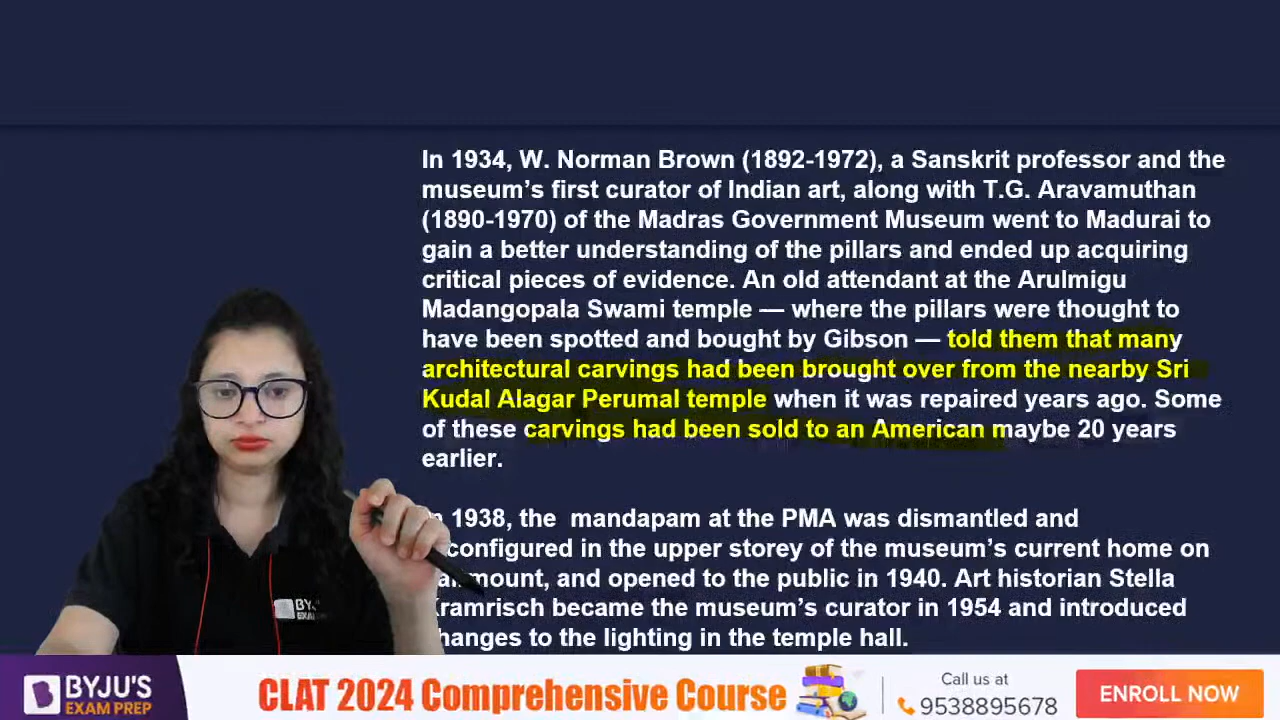 In 1934, W. Norman Brown (1892-1972), a Sanskrit professor and the
museum's first curator of Indian art, along with T.G. Aravamuthan
(1890-1970) of the Madras Government Museum went to Madurai to
gain a better understanding of the pillars and ended up acquiring
critical pieces of evidence. An old attendant at the Arulmigu
Madangopala Swami temple — where the pillars were thought to
have been spotted and bought by Gibson — told them that many
architectural carvings had been brought over from the nearby Sri
Kudal Alagar Perumal temple when it was repaired years ago. Some
of these carvings had been sold to an American maybe 20 years
earlier.
1938, the mandapam at the PMA was dismantled and
configured in the upper storey of the museum's current home on
mount, and opened to the public in 1940. Art historian Stella
Kramrisch became the museum's curator in 1954 and introduced
changes to the lighting in the temple hall.
BYJU'S
EXAM PREP
CLAT 2024 Comprehensive Course
Call us at
9538895678
ENROLL NOW